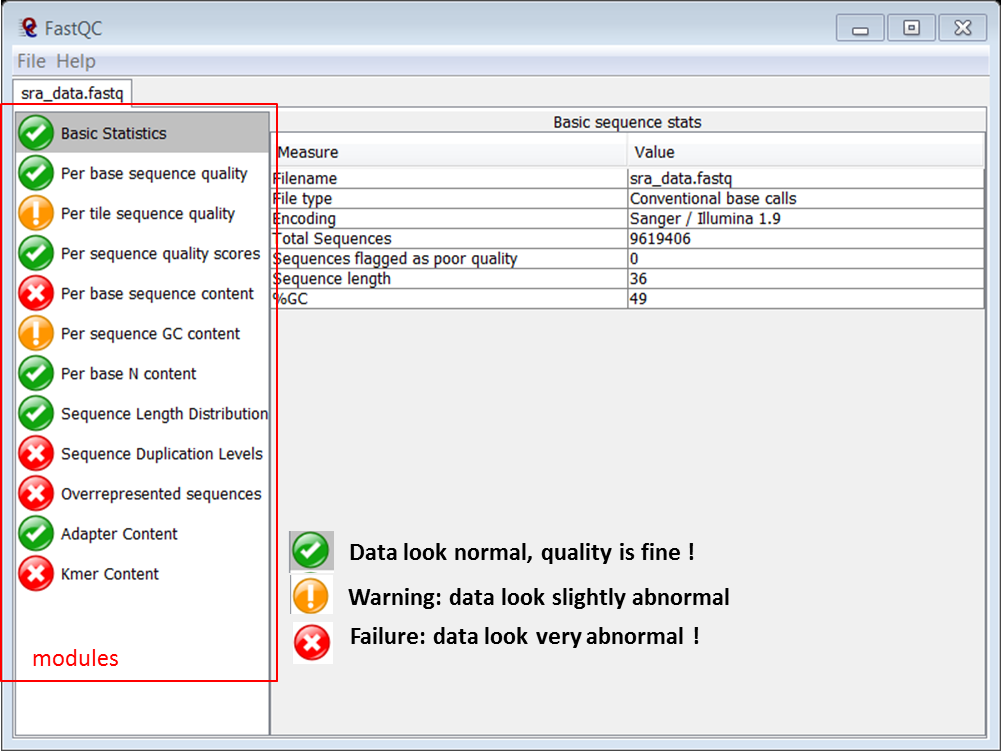 FastQC
File Help
sra_data.fastq
Basic Statistics
Per base sequence quality
Per tile sequence quality
Per sequence quality scores
Per base sequence content
Per sequence GC content
Per base N content
Sequence Length Distribution
Sequence Duplication Levels
Overrepresented sequences
Adapter Content
Kmer Content
modules
Basic sequence stats
Measure Value
Filename sra_data.fastq
File type Conventional base calls
Encoding Sanger / Illumina 1.9
Total Sequences 9619406
Sequences flagged as poor quality 0
Sequence length 36
%GC 49
Data look normal, quality is fine !
Warning: data look slightly abnormal
Failure: data look very abnormal !